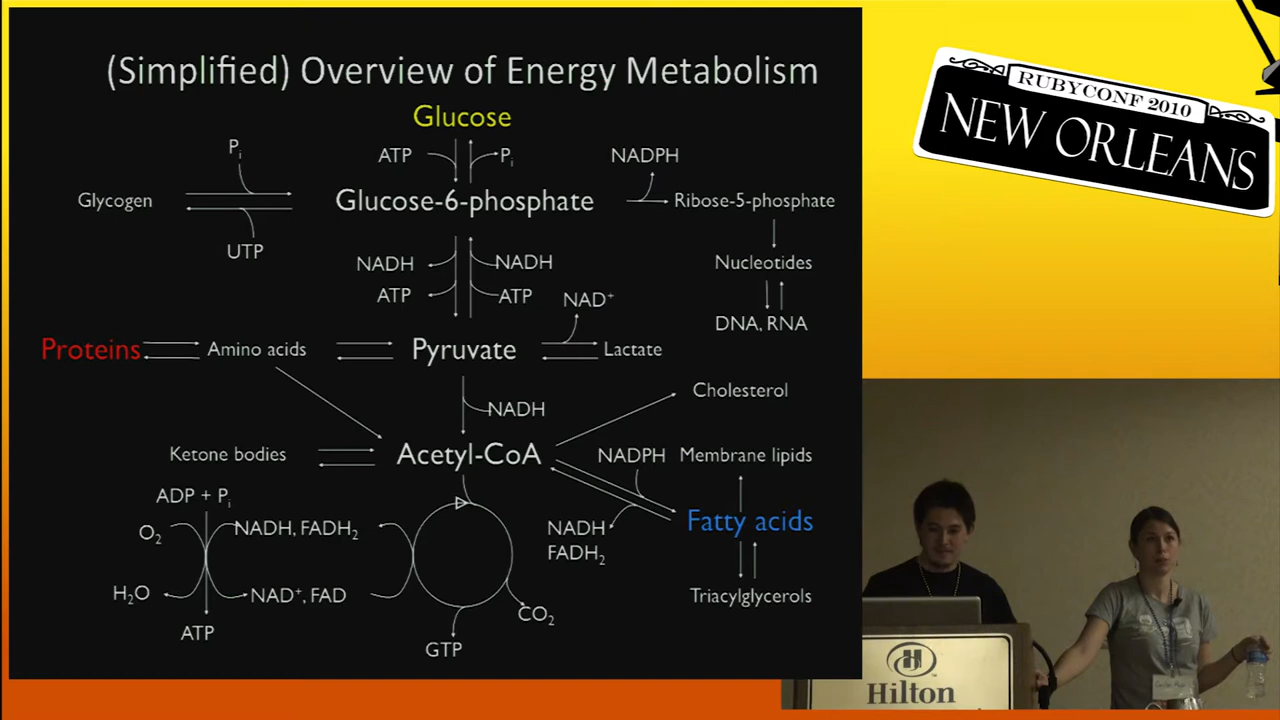 (Simplified) Overview of Energy Metabolism
Glucose
ATP
Pi
NADPH
Pi
Glycogen
Glucose-6-phosphate
Ribose-5-phosphate
UTP
NADH
NADH
Nucleotides
ATP
ATP
NAD⁺
DNA, RNA
Proteins
Amino acids
Pyruvate
Lactate
NADH
Cholesterol
Ketone bodies
Acetyl-CoA
NADPH
Membrane lipids
ADP + Pi
O₂
NADH, FADH₂
NADH
FADH₂
Fatty acids
H₂O
NAD⁺, FAD
CO₂
Triacylglycerols
ATP
GTP
RUBYCONF 2010
NEW ORLEANS
Hilton